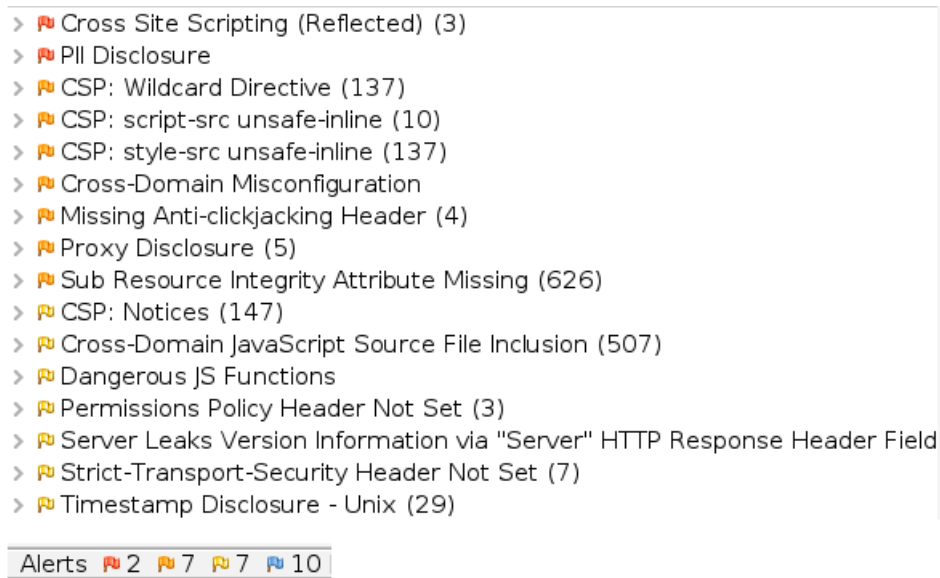 Cross Site Scripting (Reflected) (3)
PII Disclosure
CSP: Wildcard Directive (137)
CSP: script-src unsafe-inline (10)
CSP: style-src unsafe-inline (137)
Cross-Domain Misconfiguration
Missing Anti-clickjacking Header (4)
Proxy Disclosure (5)
Sub Resource Integrity Attribute Missing (626)
CSP: Notices (147)
Cross-Domain JavaScript Source File Inclusion (507)
Dangerous JS Functions
Permissions Policy Header Not Set (3)
Server Leaks Version Information via "Server" HTTP Response Header Field
Strict-Transport-Security Header Not Set (7)
Timestamp Disclosure - Unix (29)
Alerts 2 7 7 10